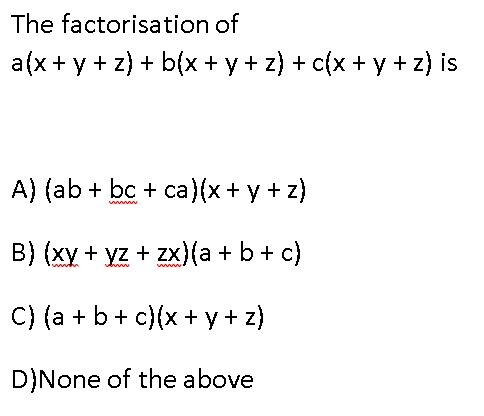 The factorisation of
a(x + y + z) + b(x + y + z) + c(x + y + z) is
A) (ab + bc + ca)(x + y + z)
B) (xy + yz + zx)(a + b + c)
C) (a + b + c)(x + y + z)
D)None of the above